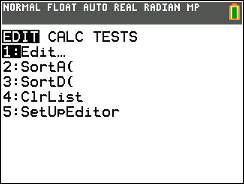 NORMAL FLOAT AUTO REAL RADIAN MP
EDIT CALC TESTS
1:Edit…
2:SortA(
3:SortD(
4:ClrList
5:SetUpEditor